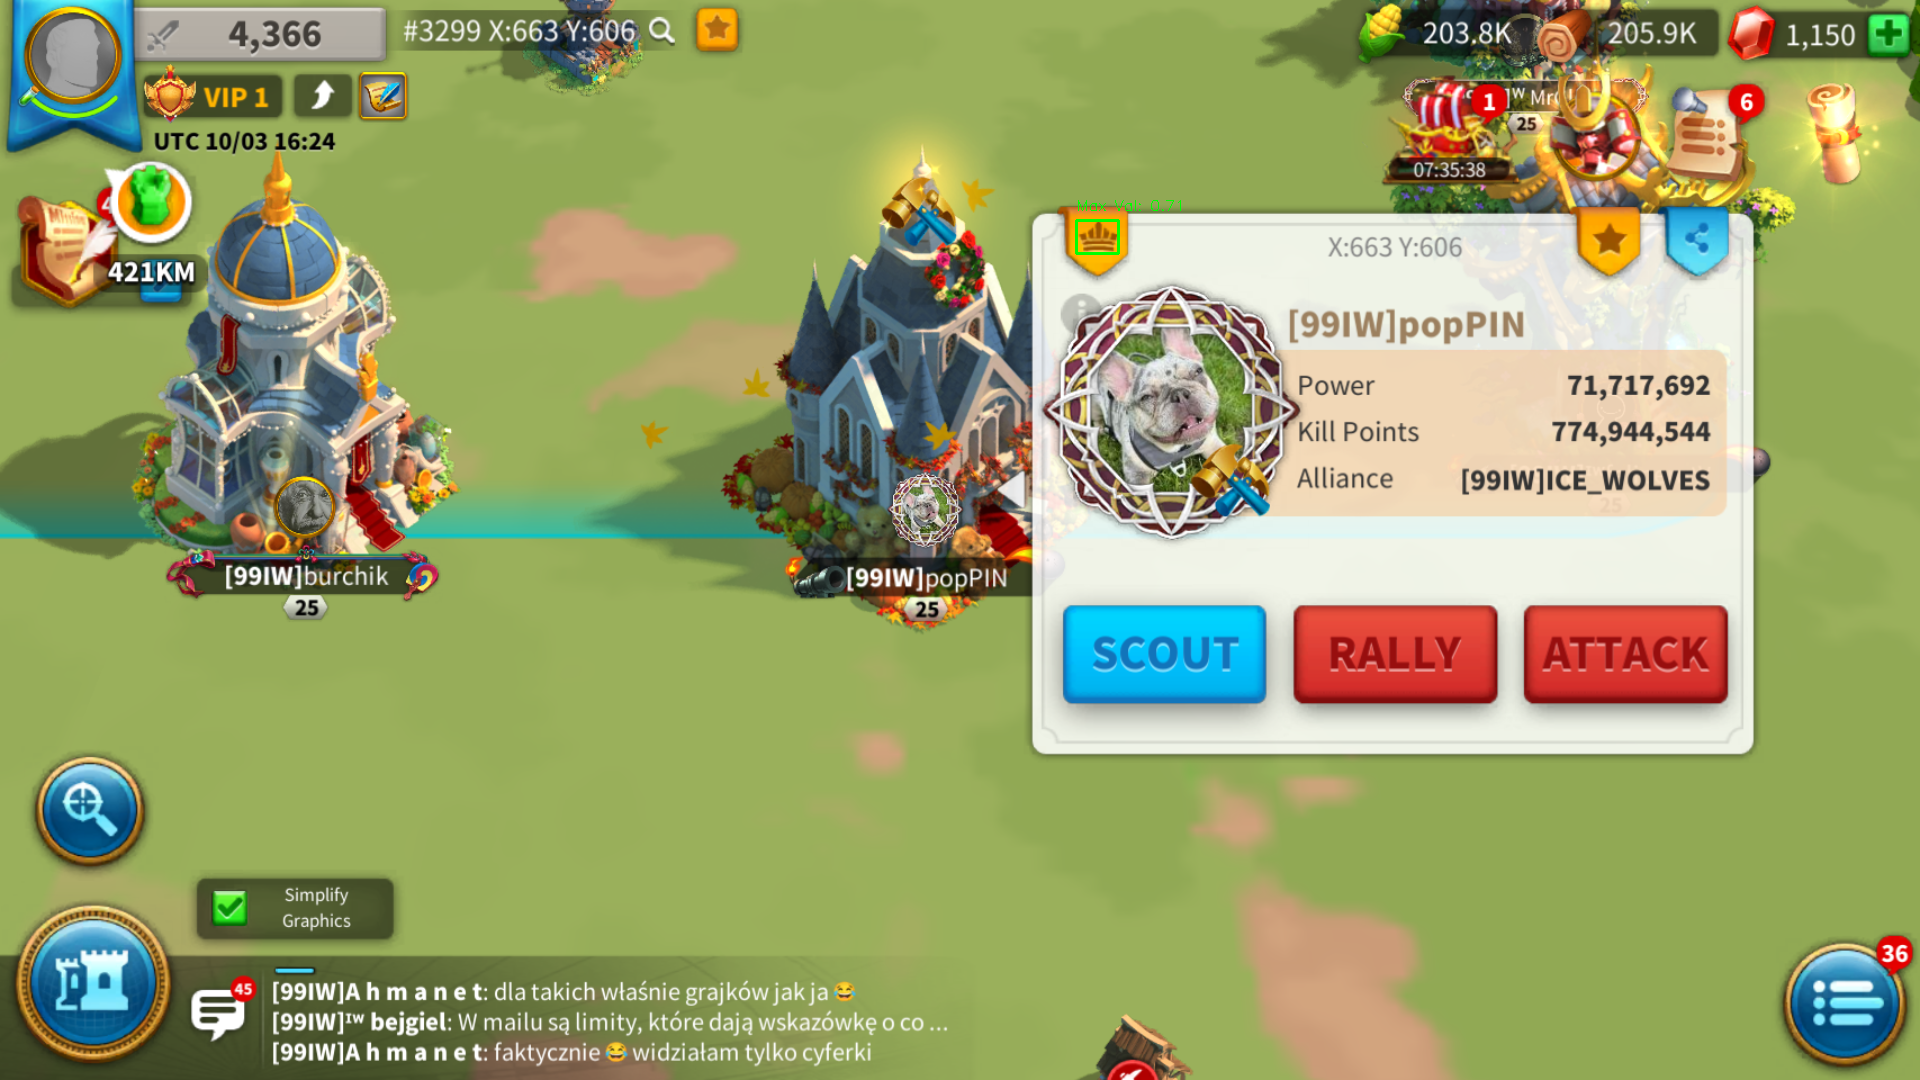 4,366
#3299 X:663 Y:606
203.8K
205.9K
1,150
VIP 1
UTC 10/03 16:24
1
25
6
07:35:38
Mission
4
421KM
X:663 Y:606
[99IW]popPIN
Power 71,717,692
Kill Points 774,944,544
Alliance [99IW]ICE_WOLVES
[99IW]burchik
25
[99IW]popPIN
25
SCOUT
RALLY
ATTACK
Simplify
Graphics
36
45
[99IW]A h m a n e t: dla takich właśnie grajków jak ja 😂
[99IW]ᴵᵂ bejgiel: W mailu są limity, które dają wskazówkę o co ...
[99IW]A h m a n e t: faktycznie 😂 widziałam tylko cyferki